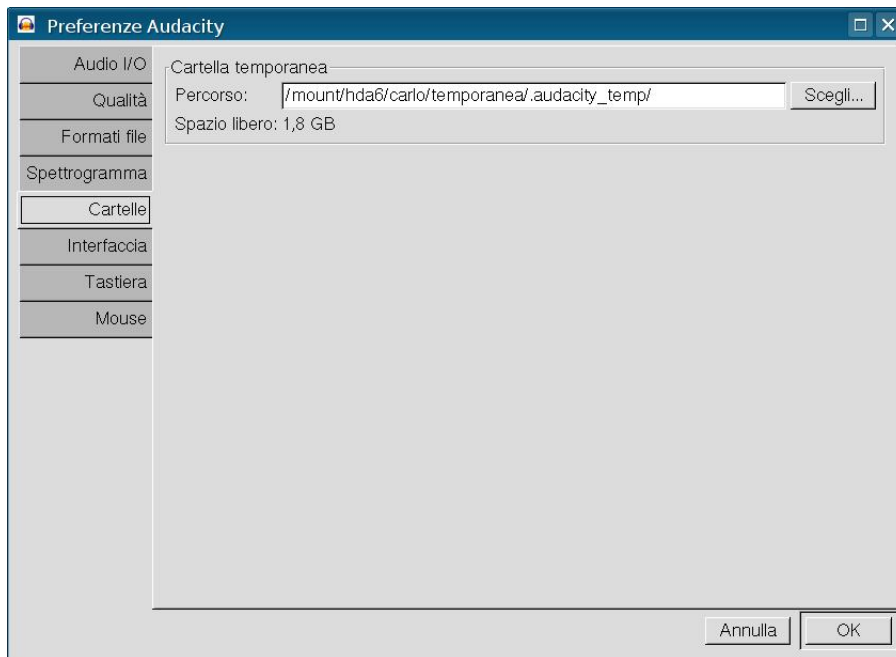 Preferenze Audacity
Audio I/O
Qualità
Formati file
Spettrogramma
Cartelle
Interfaccia
Tastiera
Mouse
Cartella temporanea
Percorso: /mount/hda6/carlo/temporanea/.audacity_temp/ Scegli...
Spazio libero: 1,8 GB
Annulla OK